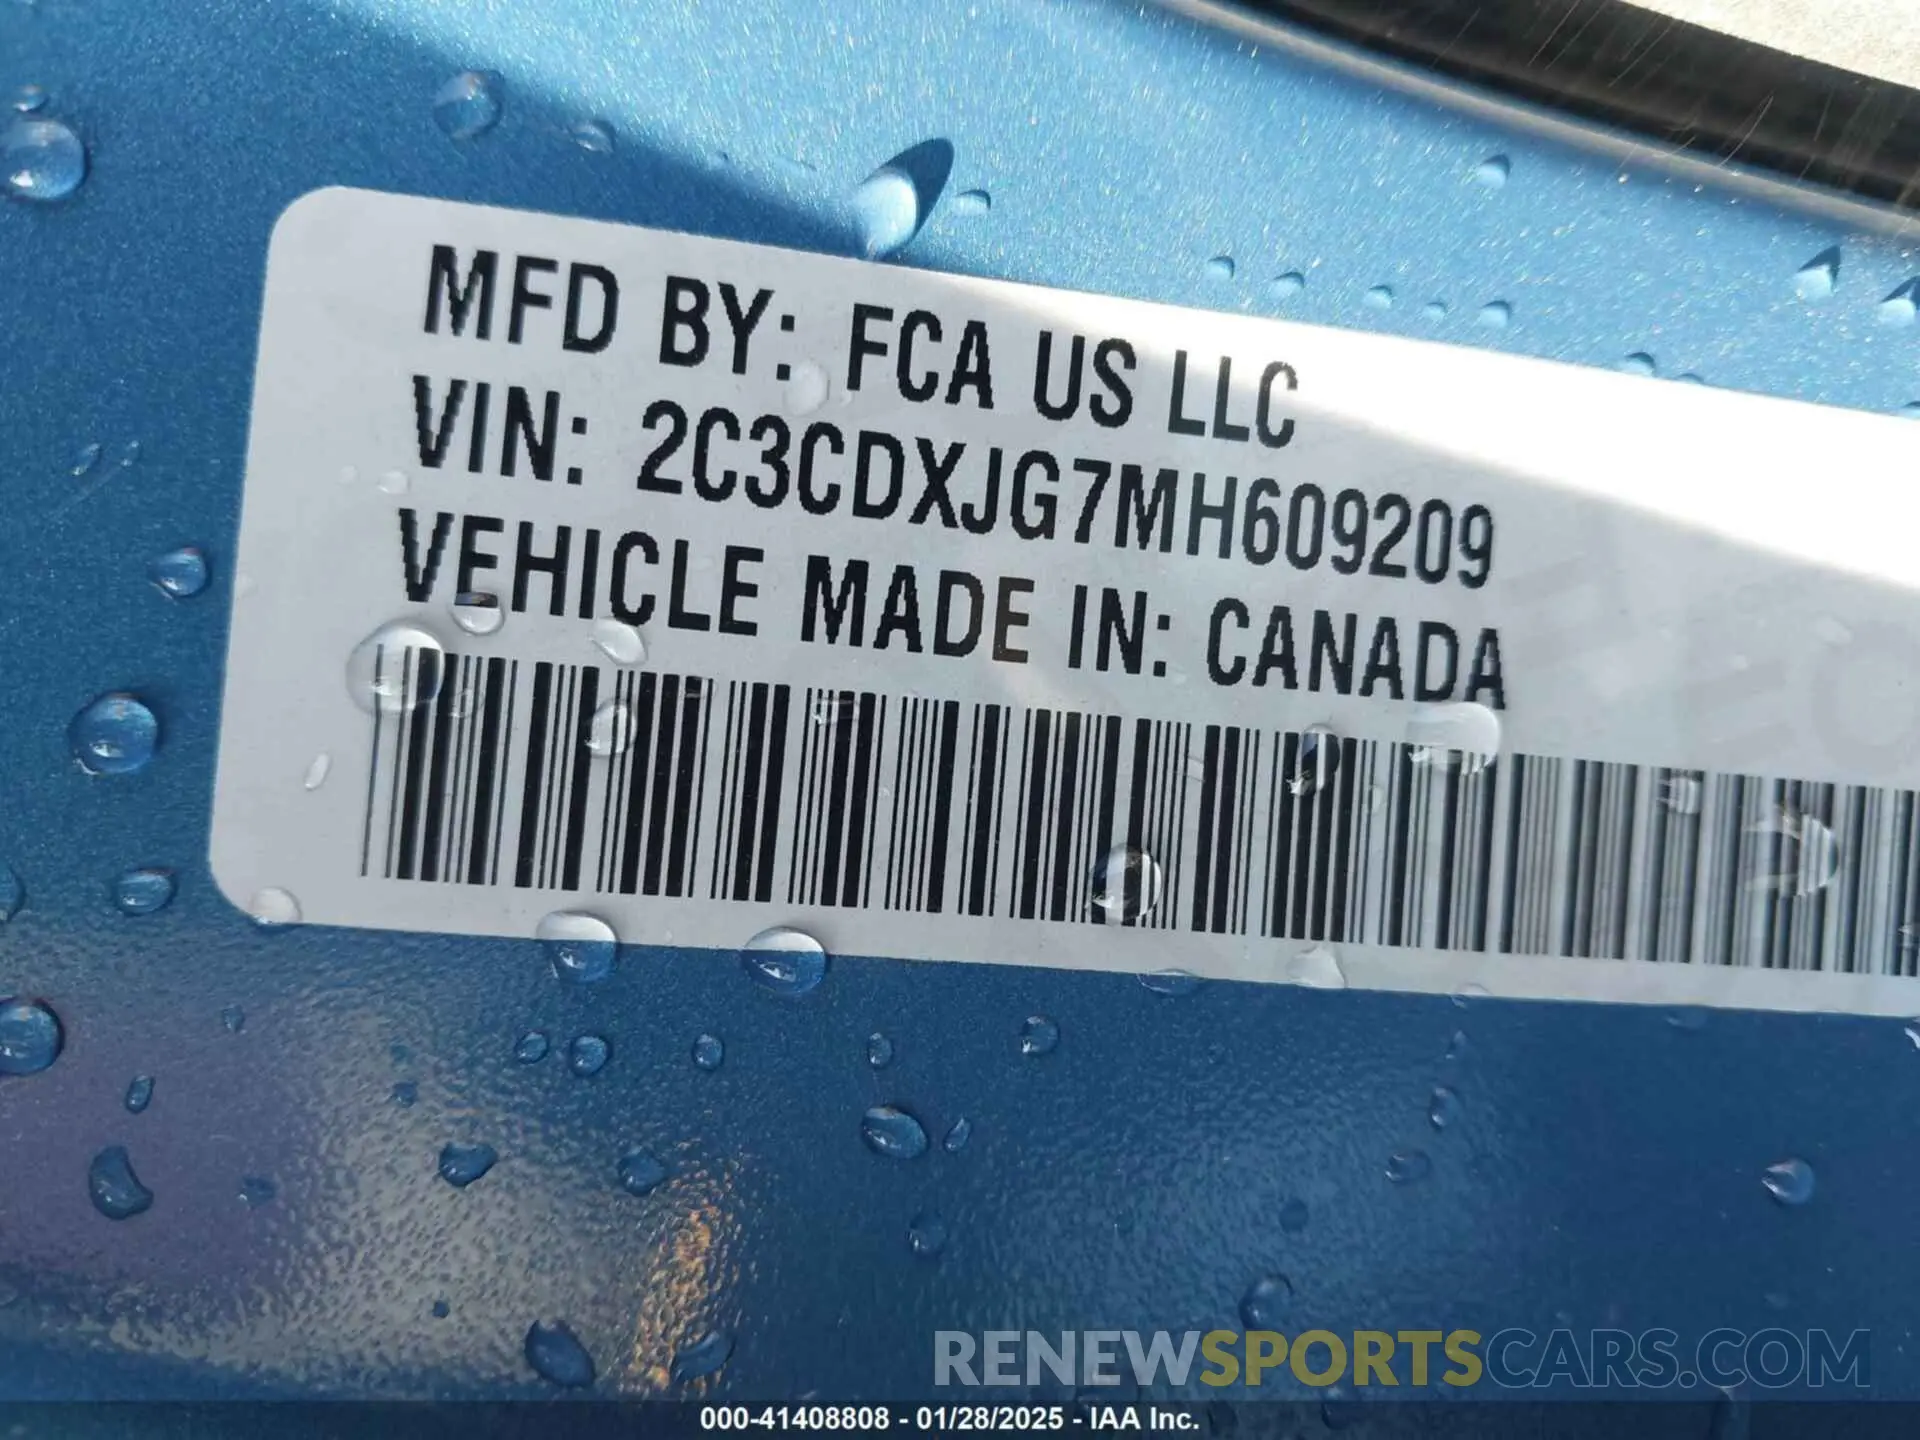 MFD BY: FCA US LLC
VIN: 2C3CDXJG7MH609209
VEHICLE MADE IN: CANADA
RENEWSPORTSCARS.COM
000-41408808 - 01/28/2025 - IAA Inc.